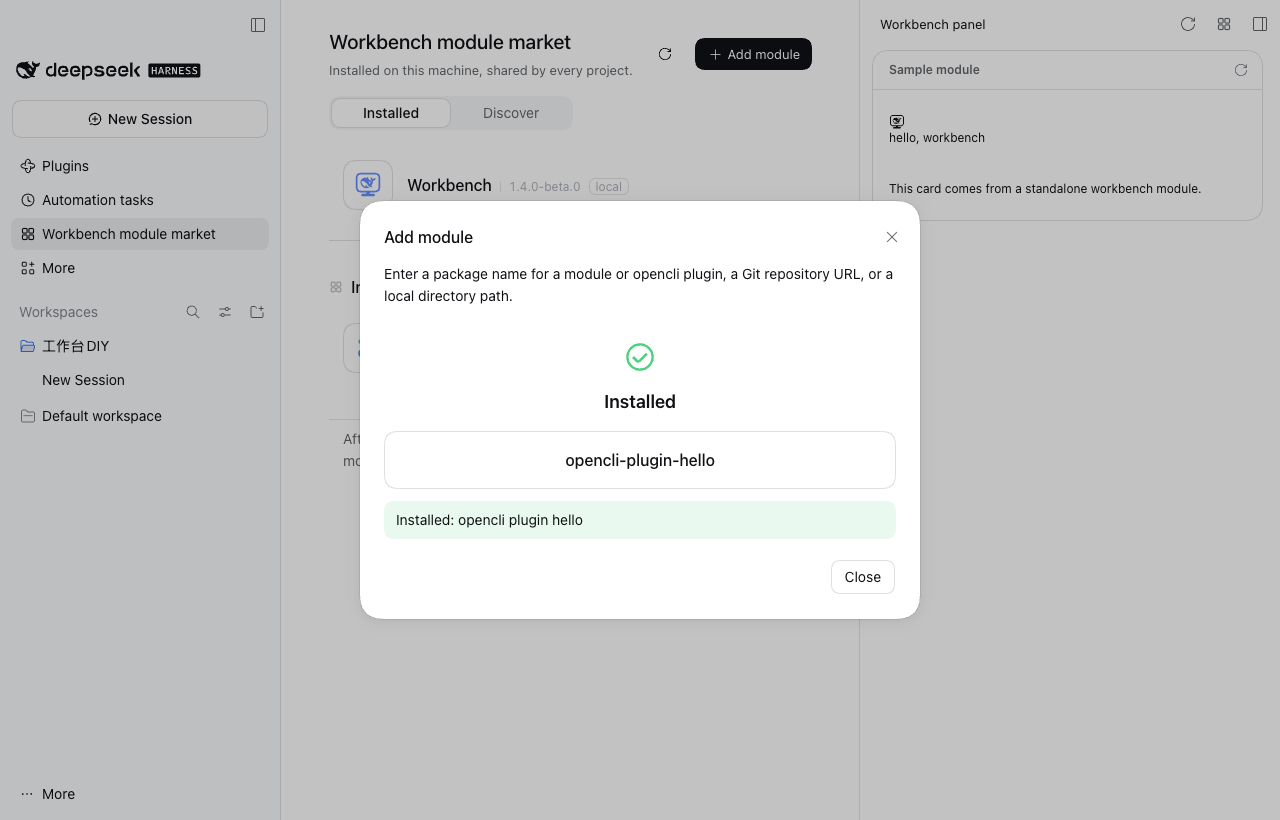 deepseek HARNESS
New Session
Plugins
Automation tasks
Workbench module market
More
Workspaces
工作台DIY
New Session
Default workspace
More
Workbench module market
Installed on this machine, shared by every project.
Add module
Installed
Discover
Workbench
1.4.0-beta.0
local
Add module
Enter a package name for a module or opencli plugin, a Git repository URL, or a
local directory path.
Installed
opencli-plugin-hello
Installed: opencli plugin hello
Close
Workbench panel
Sample module
hello, workbench
This card comes from a standalone workbench module.